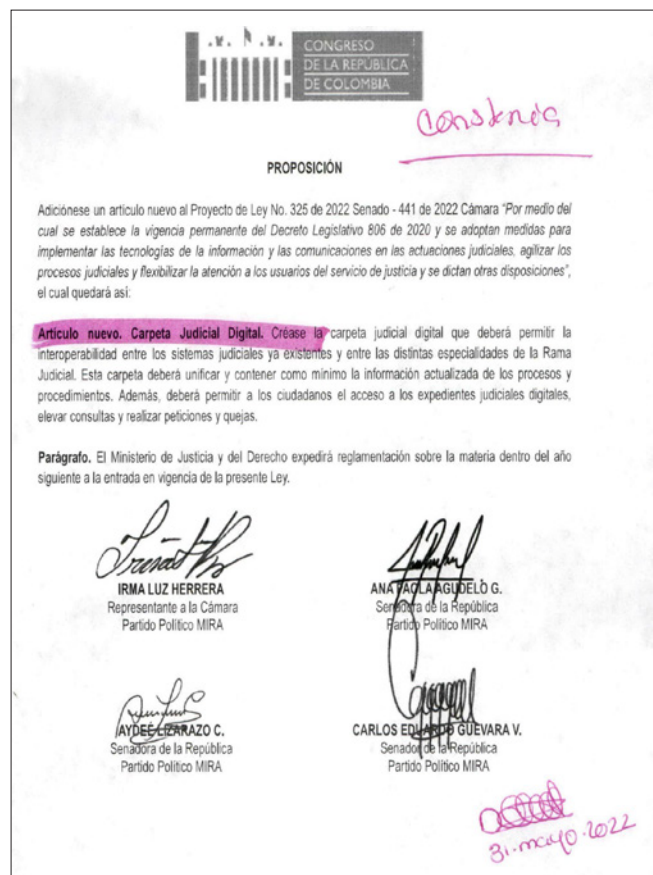 CONGRESO
DE LA REPÚBLICA
DE COLOMBIA
Constancia
PROPOSICIÓN
Adiciónese un artículo nuevo al Proyecto de Ley No. 325 de 2022 Senado - 441 de 2022 Cámara "Por medio del
cual se establece la vigencia permanente del Decreto Legislativo 806 de 2020 y se adoptan medidas para
implementar las tecnologías de la información y las comunicaciones en las actuaciones judiciales, agilizar los
procesos judiciales y flexibilizar la atención a los usuarios del servicio de justicia y se dictan otras disposiciones",
el cual quedará así:
Artículo nuevo. Carpeta Judicial Digital. Créase la carpeta judicial digital que deberá permitir la
interoperabilidad entre los sistemas judiciales ya existentes y entre las distintas especialidades de la Rama
Judicial. Esta carpeta deberá unificar y contener como mínimo la información actualizada de los procesos y
procedimientos. Además, deberá permitir a los ciudadanos el acceso a los expedientes judiciales digitales,
elevar consultas y realizar peticiones y quejas.
Parágrafo. El Ministerio de Justicia y del Derecho expedirá reglamentación sobre la materia dentro del año
siguiente a la entrada en vigencia de la presente Ley.
IRMA LUZ HERRERA
Representante a la Cámara
Partido Político MIRA
ANA PAOLA AGUDELO G.
Senadora de la República
Partido Político MIRA
AYDEÉ LIZARAZO C.
Senadora de la República
Partido Político MIRA
CARLOS EDUARDO GUEVARA V.
Senador de la República
Partido Político MIRA
31. mayo. 2022